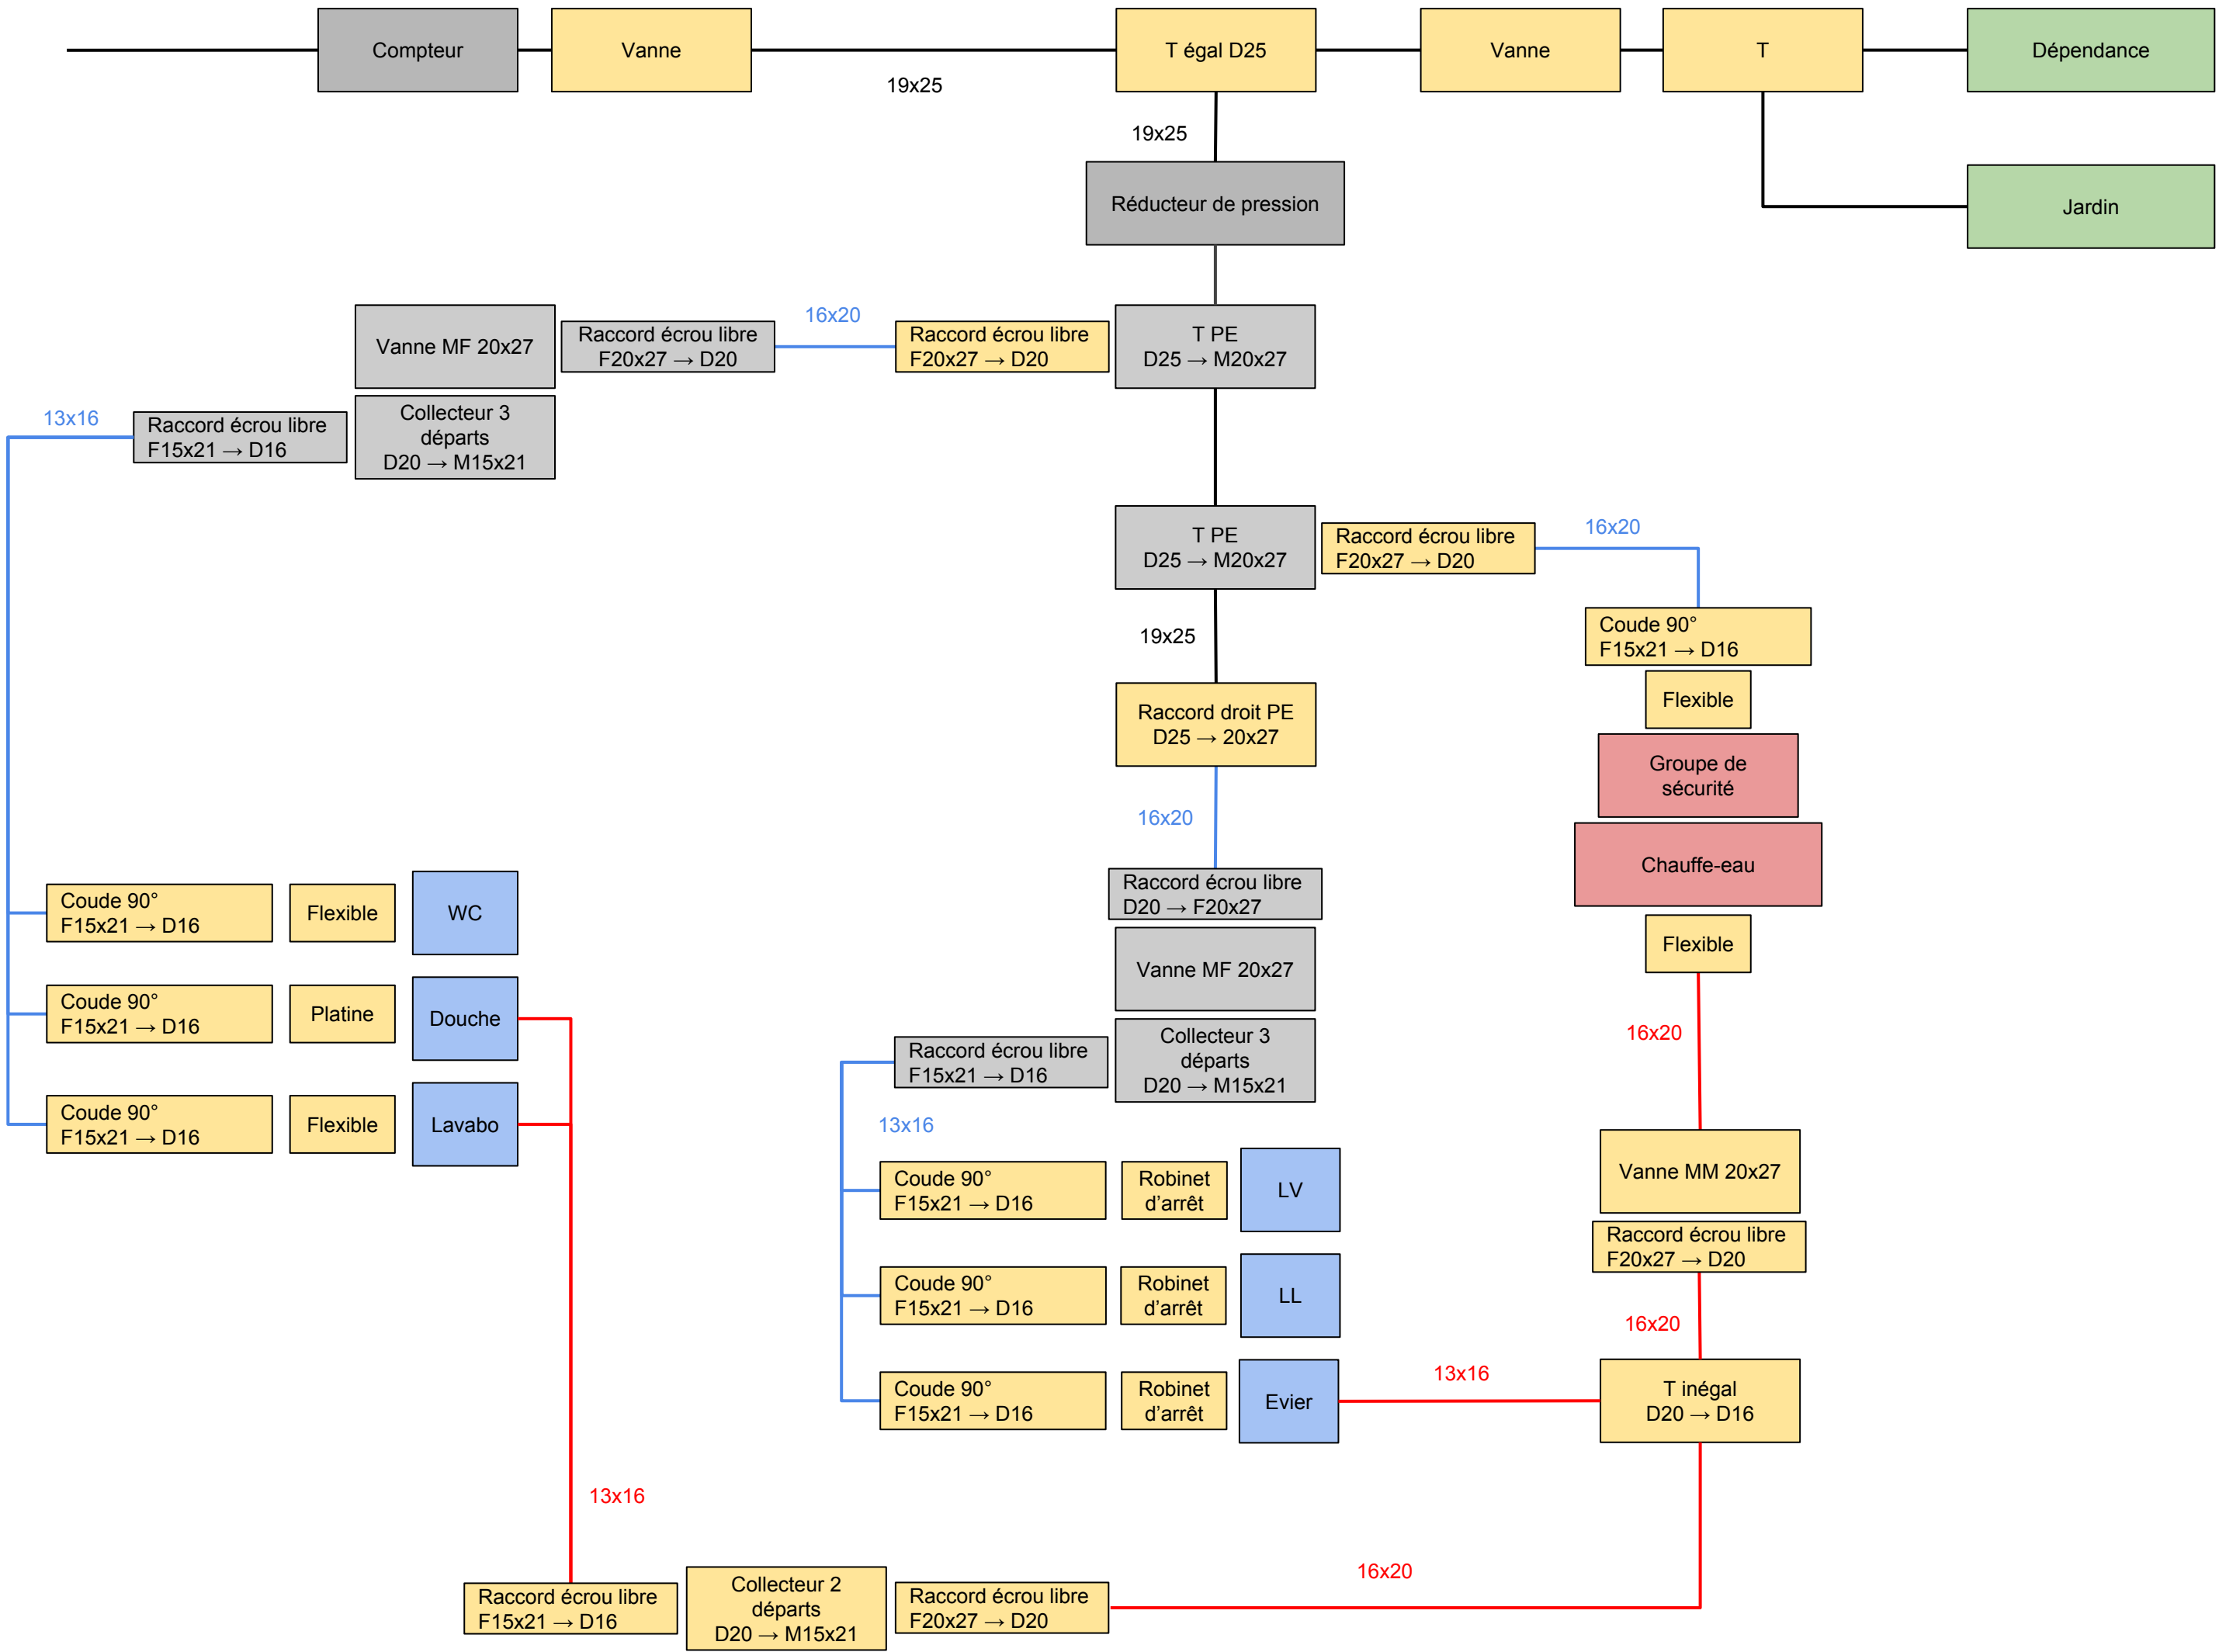 Compteur
Vanne
T égal D25
Vanne
T
Dépendance
19x25
19x25
Réducteur de pression
Jardin
16x20
Vanne MF 20x27
Raccord écrou libre
F20x27 → D20
Raccord écrou libre
F20x27 → D20
T PE
D25 → M20x27
13x16
Raccord écrou libre
F15x21 → D16
Collecteur 3
départs
D20 → M15x21
T PE
D25 → M20x27
Raccord écrou libre
F20x27 → D20
16x20
19x25
Coude 90°
F15x21 → D16
Flexible
Raccord droit PE
D25 → 20x27
Groupe de
sécurité
16x20
Chauffe-eau
Raccord écrou libre
D20 → F20x27
Coude 90°
F15x21 → D16
Flexible
WC
Flexible
Vanne MF 20x27
Coude 90°
F15x21 → D16
Platine
Douche
16x20
Raccord écrou libre
F15x21 → D16
Collecteur 3
départs
D20 → M15x21
Coude 90°
F15x21 → D16
Flexible
Lavabo
13x16
Vanne MM 20x27
Coude 90°
F15x21 → D16
Robinet
d’arrêt
LV
Raccord écrou libre
F20x27 → D20
Coude 90°
F15x21 → D16
Robinet
d’arrêt
LL
16x20
Coude 90°
F15x21 → D16
Robinet
d’arrêt
Evier
13x16
T inégal
D20 → D16
13x16
16x20
Raccord écrou libre
F15x21 → D16
Collecteur 2
départs
D20 → M15x21
Raccord écrou libre
F20x27 → D20